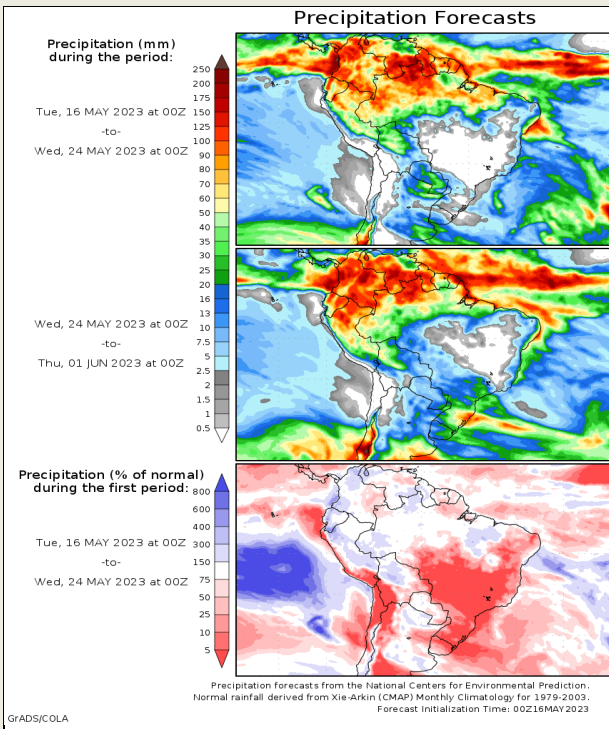 Precipitation Forecasts
Precipitation (mm)
during the period:
Tue, 16 MAY 2023 at 00Z
-to-
Wed, 24 MAY 2023 at 00Z
250
200
175
150
125
100
90
80
70
60
50
40
35
30
25
20
16
13
10
7.5
5
2.5
2
1.5
1
0.5
Wed, 24 MAY 2023 at 00Z
-to-
Thu, 01 JUN 2023 at 00Z
Precipitation (% of normal)
during the first period:
Tue, 16 MAY 2023 at 00Z
-to-
Wed, 24 MAY 2023 at 00Z
800
600
400
300
150
75
50
25
10
5
Precipitation forecasts from the National Centers for Environmental Prediction.
Normal rainfall derived from Xie-Arkin (CMAP) Monthly Climatology for 1979-2003.
Forecast Initialization Time: 00Z16MAY2023
GrADS/COLA